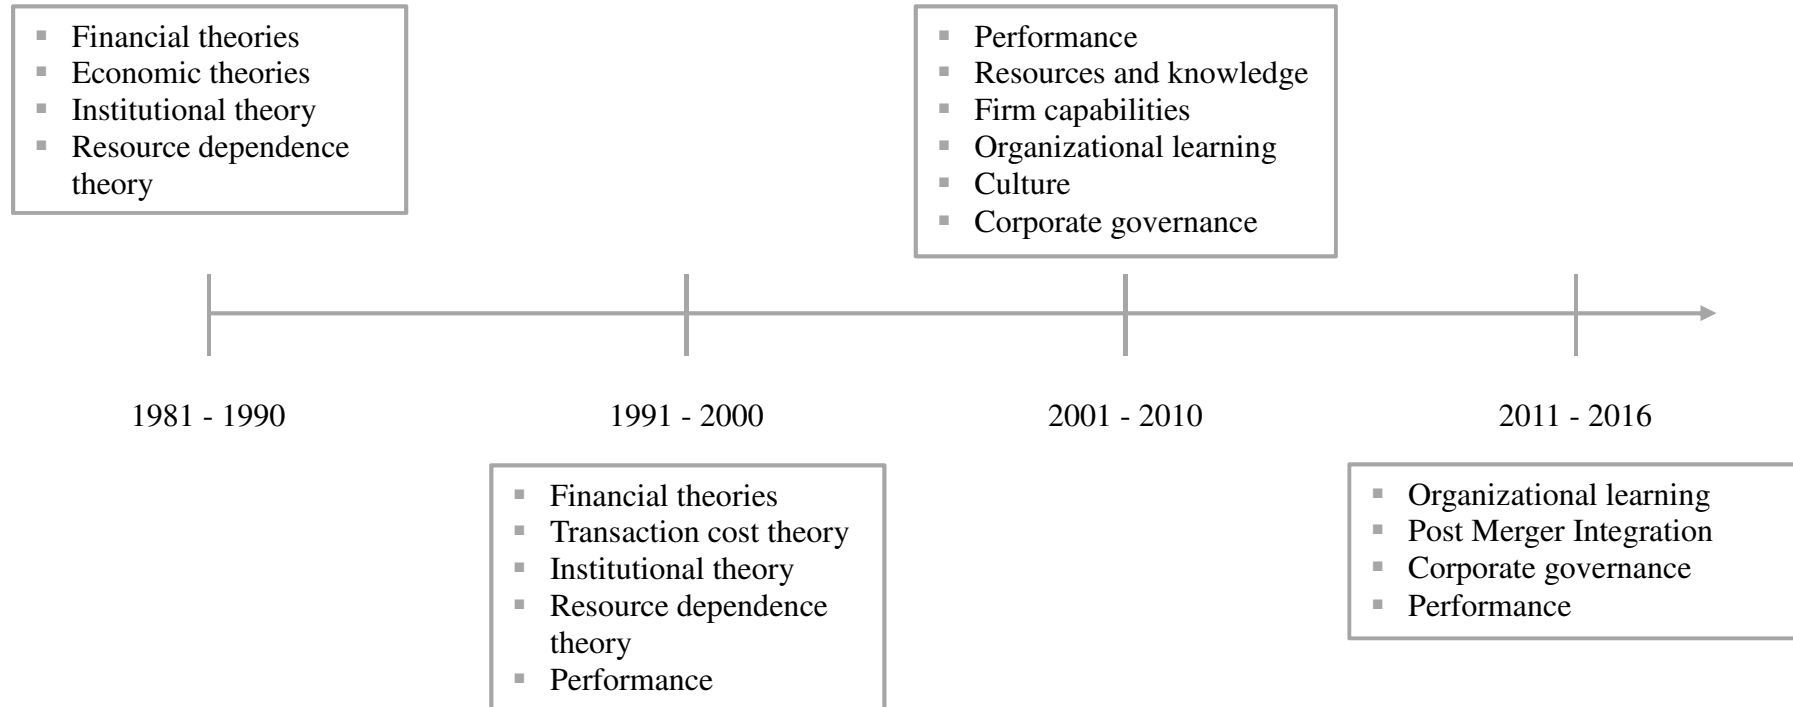 ▪ Financial theories
▪ Economic theories
▪ Institutional theory
▪ Resource dependence
theory
▪ Performance
▪ Resources and knowledge
▪ Firm capabilities
▪ Organizational learning
▪ Culture
▪ Corporate governance
1981 - 1990
1991 - 2000
2001 - 2010
2011 - 2016
▪ Financial theories
▪ Transaction cost theory
▪ Institutional theory
▪ Resource dependence
theory
▪ Performance
▪ Organizational learning
▪ Post Merger Integration
▪ Corporate governance
▪ Performance